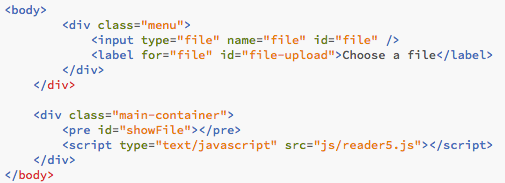 <body>
<div class="menu">
<input type="file" name="file" id="file" />
<label for="file" id="file-upload">Choose a file</label>
</div>
</div>
<div class="main-container">
<pre id="showFile"></pre>
<script type="text/javascript" src="js/reader5.js"></script>
</div>
</body>